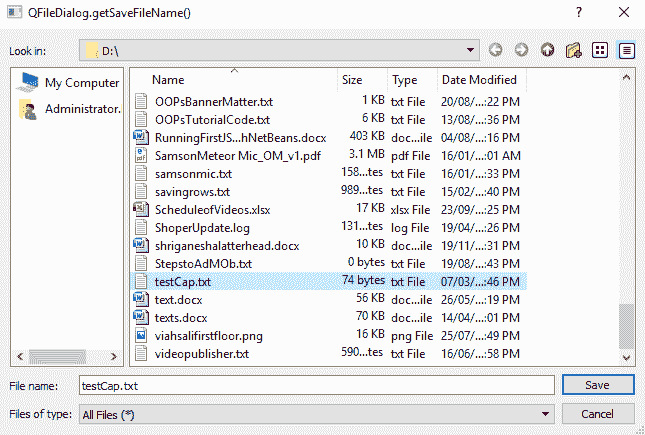 QFileDialog.getSaveFileName() ?
Look in: D:\
My Computer
Administrator.
Name Size Type Date Modified
OOPsBannerMatter.txt 1 KB txt File 20/08/...:22 PM
OOPsTutorialCode.txt 6 KB txt File 13/08/...:36 PM
RunningFirstJS...hNetBeans.docx 403 KB doc...ile 04/08/...:16 PM
SamsonMeteor Mic_OM_v1.pdf 3.1 MB pdf File 16/01/...:01 AM
samsonmic.txt 158...tes txt File 16/01/...:33 PM
savingrows.txt 989...tes txt File 15/02/...:40 PM
ScheduleofVideos.xlsx 17 KB xlsx File 23/09/...:25 PM
ShoperUpdate.log 131...tes log File 19/04/...:26 PM
shriganeshalatterhead.docx 10 KB doc...ile 19/11/...:31 PM
StepstoAdMOb.txt 0 bytes txt File 19/08/...:43 PM
testCap.txt 74 bytes txt File 07/03/...:46 PM
text.docx 56 KB doc...ile 26/05/...:19 PM
texts.docx 70 KB doc...ile 14/04/...:01 PM
viahsalifirstfloor.png 16 KB png File 25/07/...:49 PM
videopublisher.txt 590...tes txt File 16/06/...:58 PM
File name: testCap.txt Save
Files of type: All Files (*) Cancel